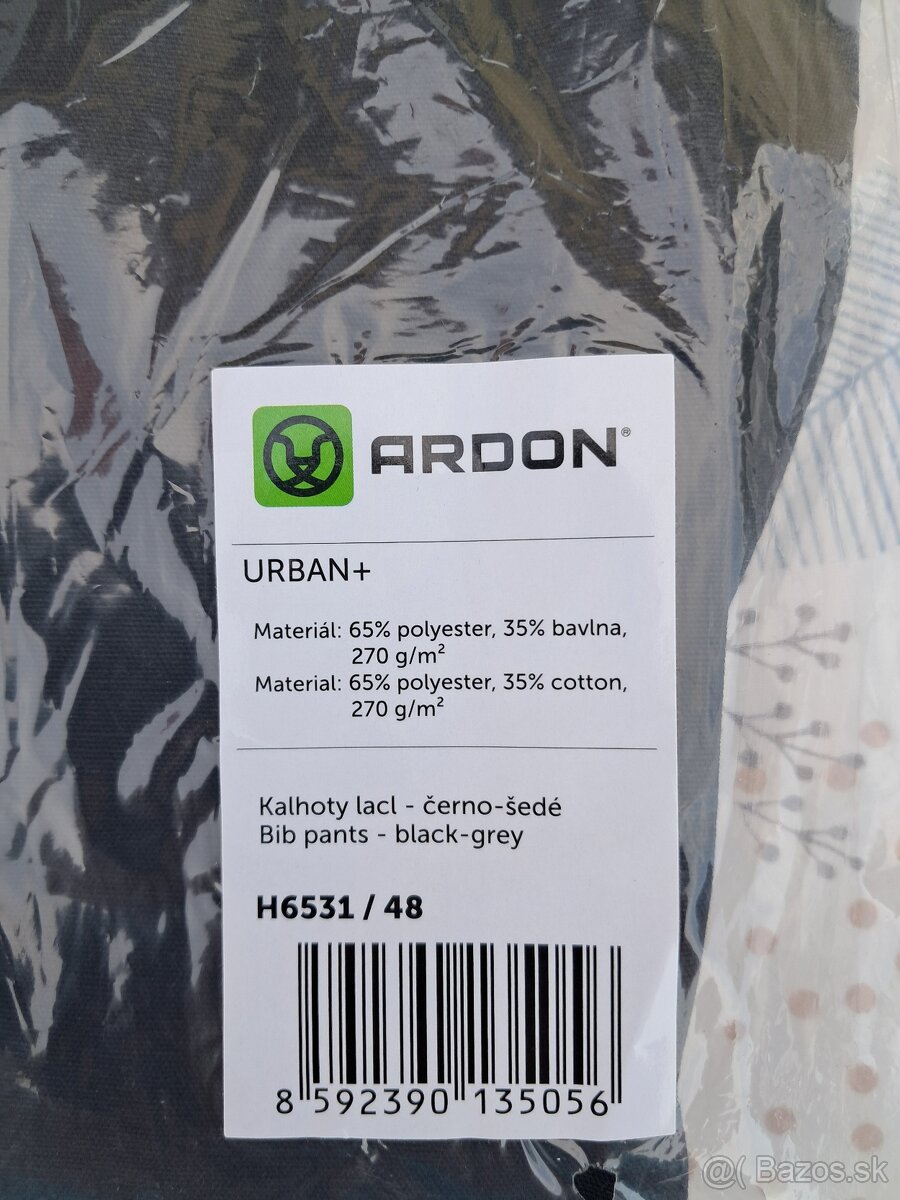 ARDON®
URBAN+
Materiál: 65% polyester, 35% bavlna,
270 g/m²
Material: 65% polyester, 35% cotton,
270 g/m²
Kalhoty lacl - černo-šedé
Bib pants - black-grey
H6531 / 48
8 592390 135056
@( Bazos.sk